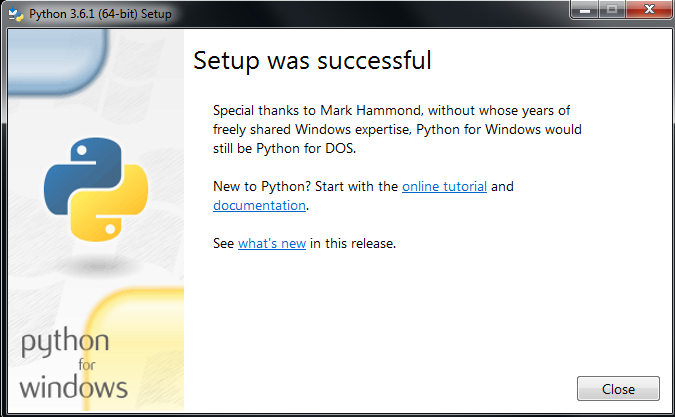 Python 3.6.1 (64-bit) Setup
Setup was successful
Special thanks to Mark Hammond, without whose years of
freely shared Windows expertise, Python for Windows would
still be Python for DOS.
New to Python? Start with the online tutorial and
documentation.
See what's new in this release.
python
for
windows
Close